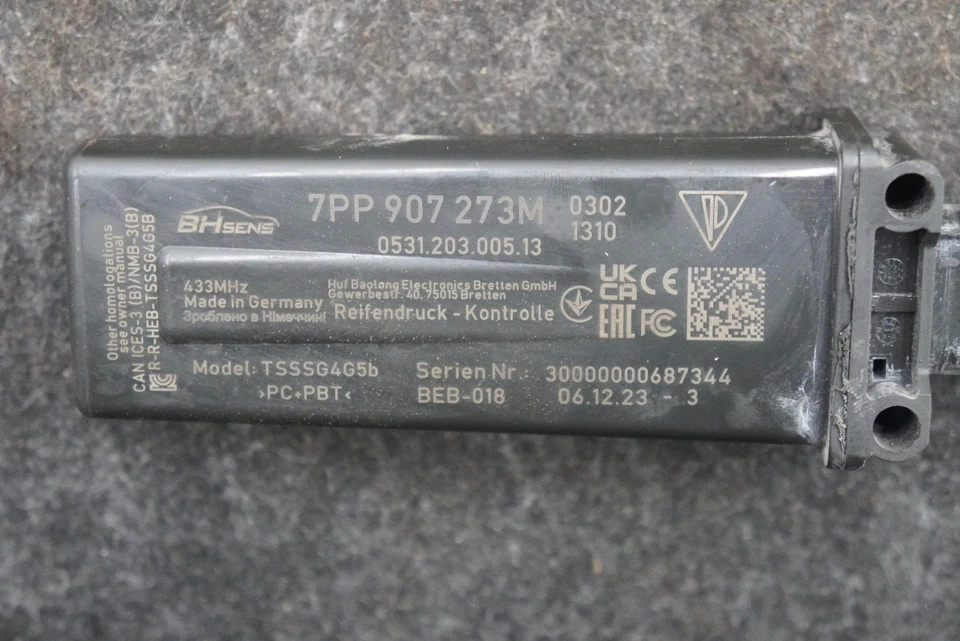 BHSENS
7PP 907 273M
0302
1310
0531.203.005.13
433MHz
Made in Germany
Зроблено в Німеччині
Huf Baolong Electronics Bretten GmbH
Gewerbestr. 40, 75015 Bretten
Reifendruck - Kontrolle
UK
CA
CE
EAC
FC
Model: TSSSG4G5b
Serien Nr.: 30000000687344
>PC+PBT<
BEB-018
06.12.23 - 3
Other homologations
see owner manual
CAN ICES-3 (B)/NMB-3(B)
R-R-HEB-TSSSG4G5B